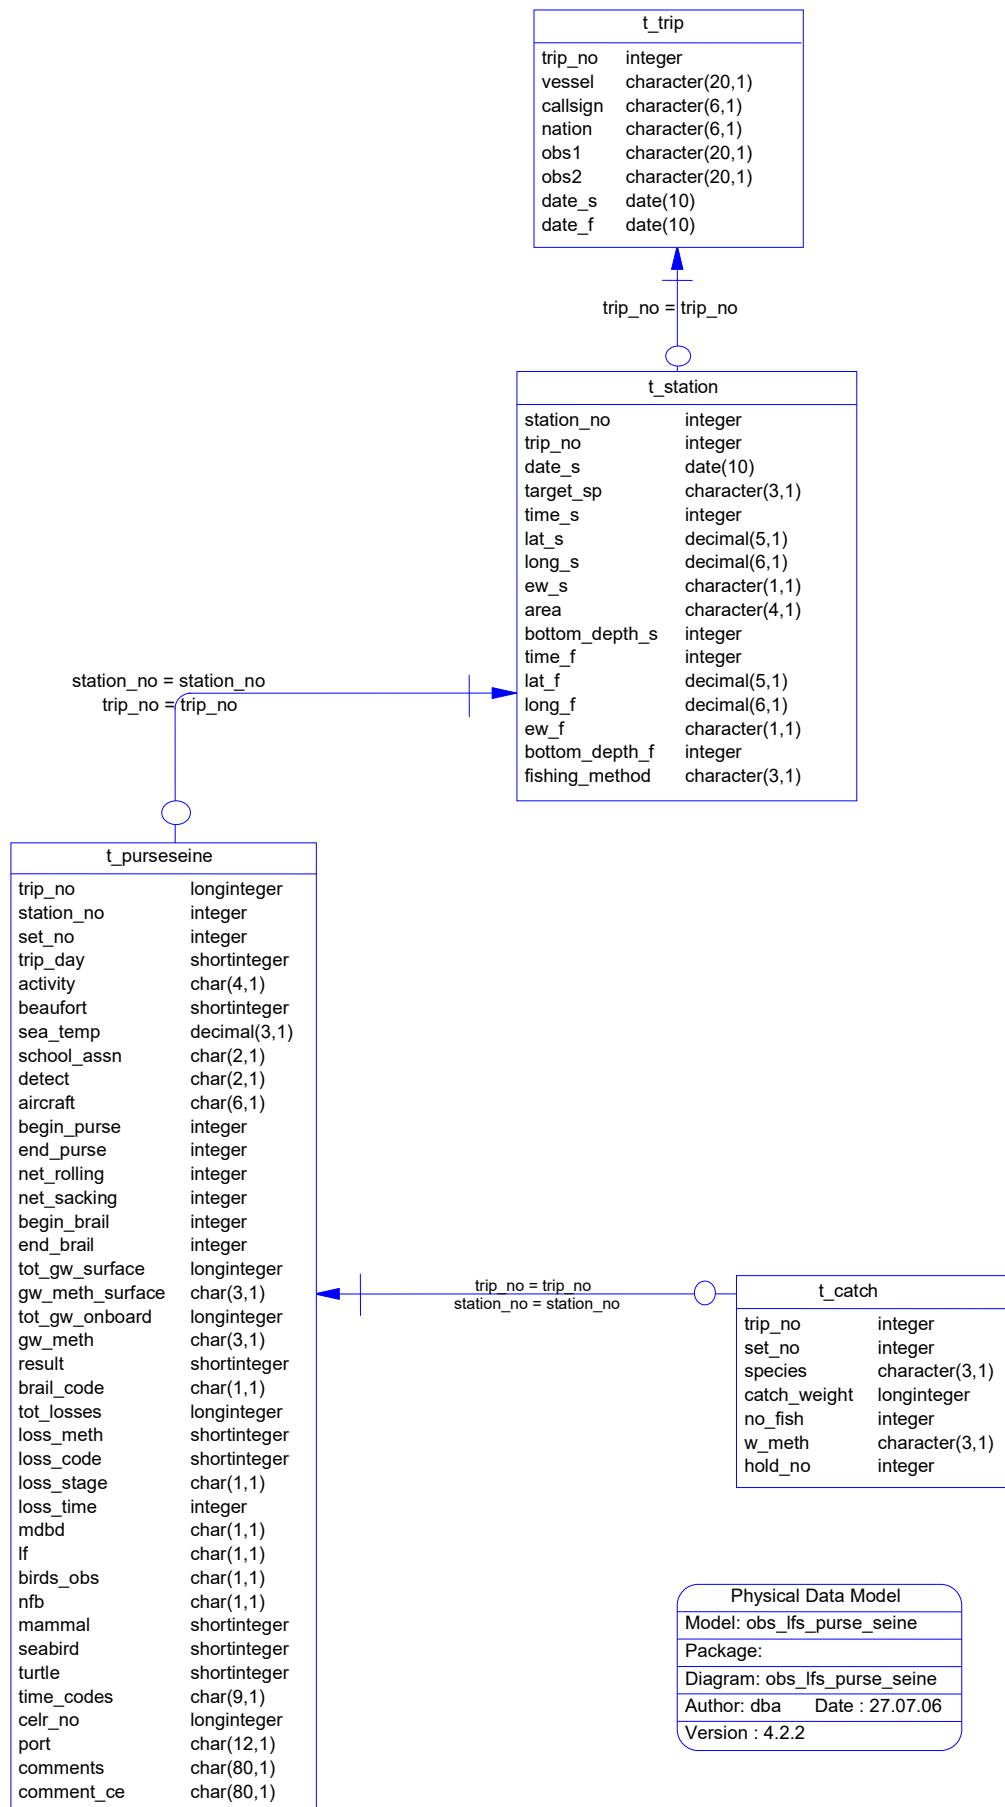 t_trip
trip_no integer
vessel character(20,1)
callsign character(6,1)
nation character(6,1)
obs1 character(20,1)
obs2 character(20,1)
date_s date(10)
date_f date(10)
trip_no = trip_no
t_station
station_no integer
trip_no integer
date_s date(10)
target_sp character(3,1)
time_s integer
lat_s decimal(5,1)
long_s decimal(6,1)
ew_s character(1,1)
area character(4,1)
bottom_depth_s integer
time_f integer
lat_f decimal(5,1)
long_f decimal(6,1)
ew_f character(1,1)
bottom_depth_f integer
fishing_method character(3,1)
station_no = station_no
trip_no = trip_no
t_purseseine
trip_no longinteger
station_no integer
set_no integer
trip_day shortinteger
activity char(4,1)
beaufort shortinteger
sea_temp decimal(3,1)
school_assn char(2,1)
detect char(2,1)
aircraft char(6,1)
begin_purse integer
end_purse integer
net_rolling integer
net_sacking integer
begin_brail integer
end_brail integer
tot_gw_surface longinteger
gw_meth_surface char(3,1)
tot_gw_onboard longinteger
gw_meth char(3,1)
result shortinteger
brail_code char(1,1)
tot_losses longinteger
loss_meth shortinteger
loss_code shortinteger
loss_stage char(1,1)
loss_time integer
mdbd char(1,1)
lf char(1,1)
birds_obs char(1,1)
nfb char(1,1)
mammal shortinteger
seabird shortinteger
turtle shortinteger
time_codes char(9,1)
celr_no longinteger
port char(12,1)
comments char(80,1)
comment_ce char(80,1)
trip_no = trip_no
station_no = station_no
t_catch
trip_no integer
set_no integer
species character(3,1)
catch_weight longinteger
no_fish integer
w_meth character(3,1)
hold_no integer
Physical Data Model
Model: obs_lfs_purse_seine
Package:
Diagram: obs_lfs_purse_seine
Author: dba Date : 27.07.06
Version : 4.2.2